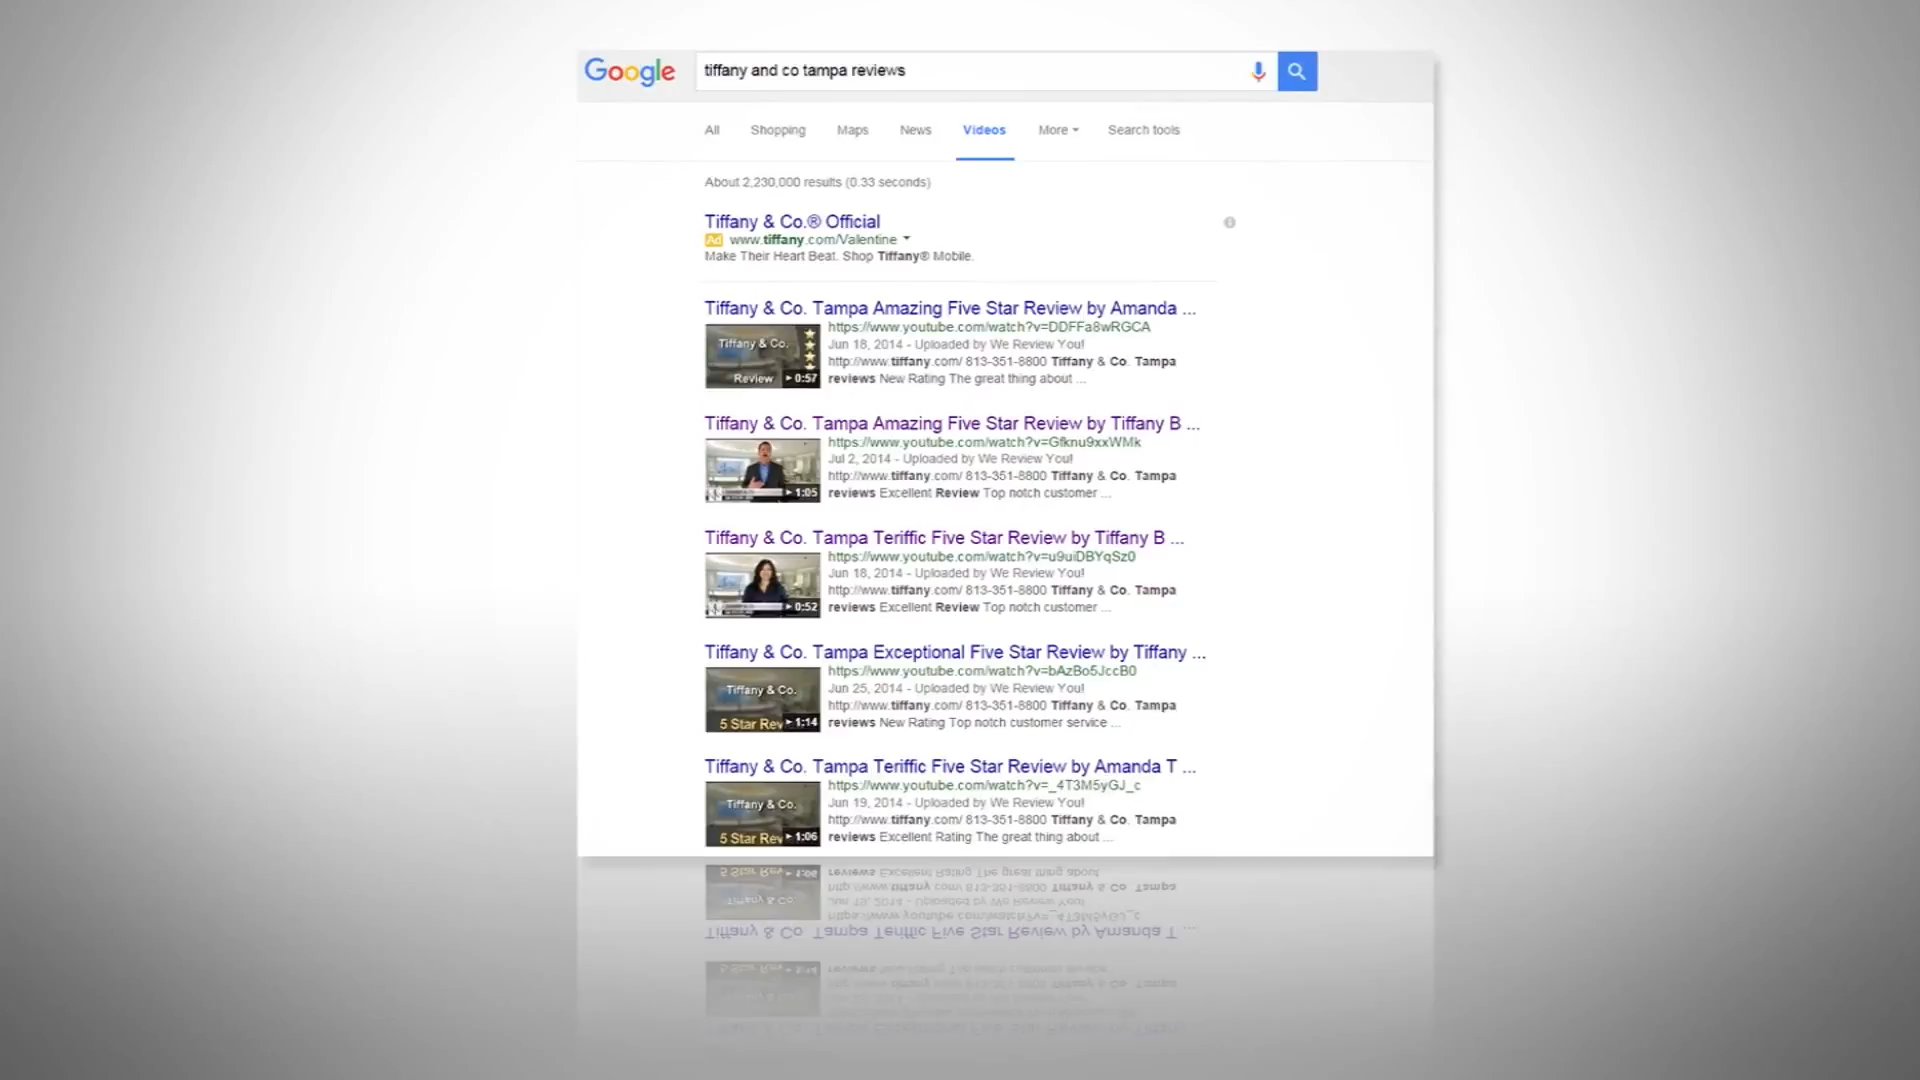 Google
tiffany and co tampa reviews
All Shopping Maps News Videos More Search tools
About 2,230,000 results (0.33 seconds)
Tiffany & Co.® Official
Ad www.tiffany.com/Valentine
Make Their Heart Beat. Shop Tiffany® Mobile.
Tiffany & Co. Tampa Amazing Five Star Review by Amanda ...
https://www.youtube.com/watch?v=DDFFa8wRGCA
Jun 18, 2014 - Uploaded by We Review You!
http://www.tiffany.com/ 813-351-8800 Tiffany & Co. Tampa
reviews New Rating The great thing about ...
Tiffany & Co.
Review 0:57
Tiffany & Co. Tampa Amazing Five Star Review by Tiffany B ...
https://www.youtube.com/watch?v=Gfknu9xxWMk
Jul 2, 2014 - Uploaded by We Review You!
http://www.tiffany.com/ 813-351-8800 Tiffany & Co. Tampa
reviews Excellent Review Top notch customer ...
1:05
Tiffany & Co. Tampa Teriffic Five Star Review by Tiffany B ...
https://www.youtube.com/watch?v=u9uiDBYqSz0
Jun 18, 2014 - Uploaded by We Review You!
http://www.tiffany.com/ 813-351-8800 Tiffany & Co. Tampa
reviews Excellent Review Top notch customer ...
0:52
Tiffany & Co. Tampa Exceptional Five Star Review by Tiffany ...
https://www.youtube.com/watch?v=bAzBo5JccB0
Jun 25, 2014 - Uploaded by We Review You!
http://www.tiffany.com/ 813-351-8800 Tiffany & Co. Tampa
reviews New Rating Top notch customer service ...
Tiffany & Co.
5 Star Rev 1:14
Tiffany & Co. Tampa Teriffic Five Star Review by Amanda T ...
https://www.youtube.com/watch?v=_4T3M5yGJ_c
Jun 19, 2014 - Uploaded by We Review You!
http://www.tiffany.com/ 813-351-8800 Tiffany & Co. Tampa
reviews Excellent Rating The great thing about ...
Tiffany & Co.
5 Star Rev 1:06